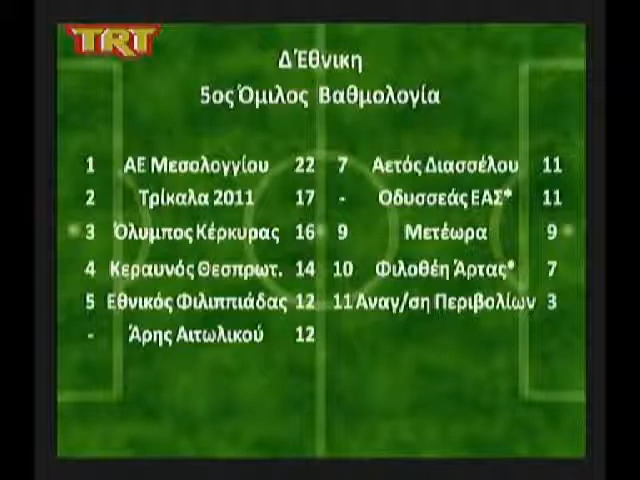 TRT
Δ'Έθνικη
5ος Όμιλος Βαθμολογία
1 ΑΕ Μεσολογγίου 22
2 Τρίκαλα 2011 17
3 Όλυμπος Κέρκυρας 16
4 Κεραυνός Θεσπρωτ. 14
5 Εθνικός Φιλιππιάδας 12
- Άρης Αιτωλικού 12
7 Αετός Διασσέλου 11
- Οδυσσεάς ΕΑΣ* 11
9 Μετέωρα 9
10 Φιλοθέη Άρτας* 7
11 Αναγ/ση Περιβολίων 3